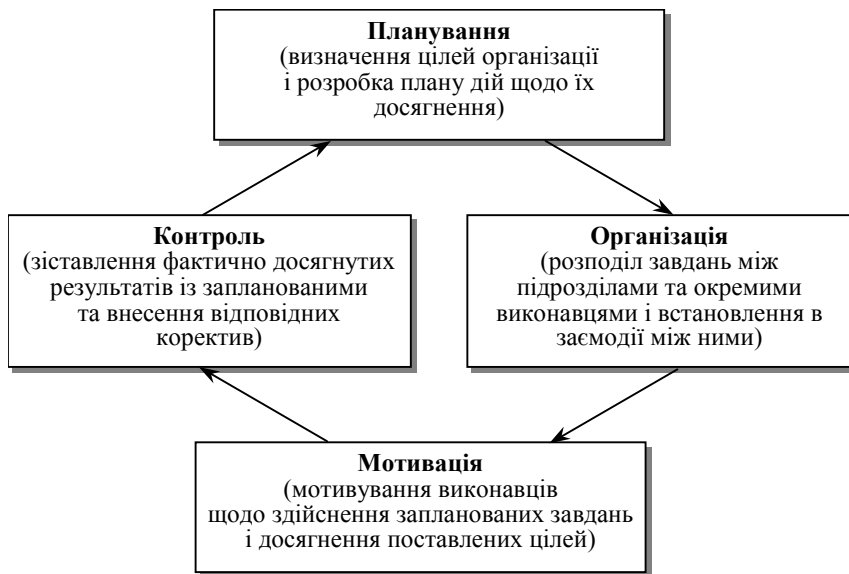 Планування
(визначення цілей організації
і розробка плану дій щодо їх
досягнення)
Контроль
(зіставлення фактично досягнутих
результатів із запланованими
та внесення відповідних
коректив)
Організація
(розподіл завдань між
підрозділами та окремими
виконавцями і встановлення в
заємодії між ними)
Мотивація
(мотивування виконавців
щодо здійснення запланованих завдань
і досягнення поставлених цілей)